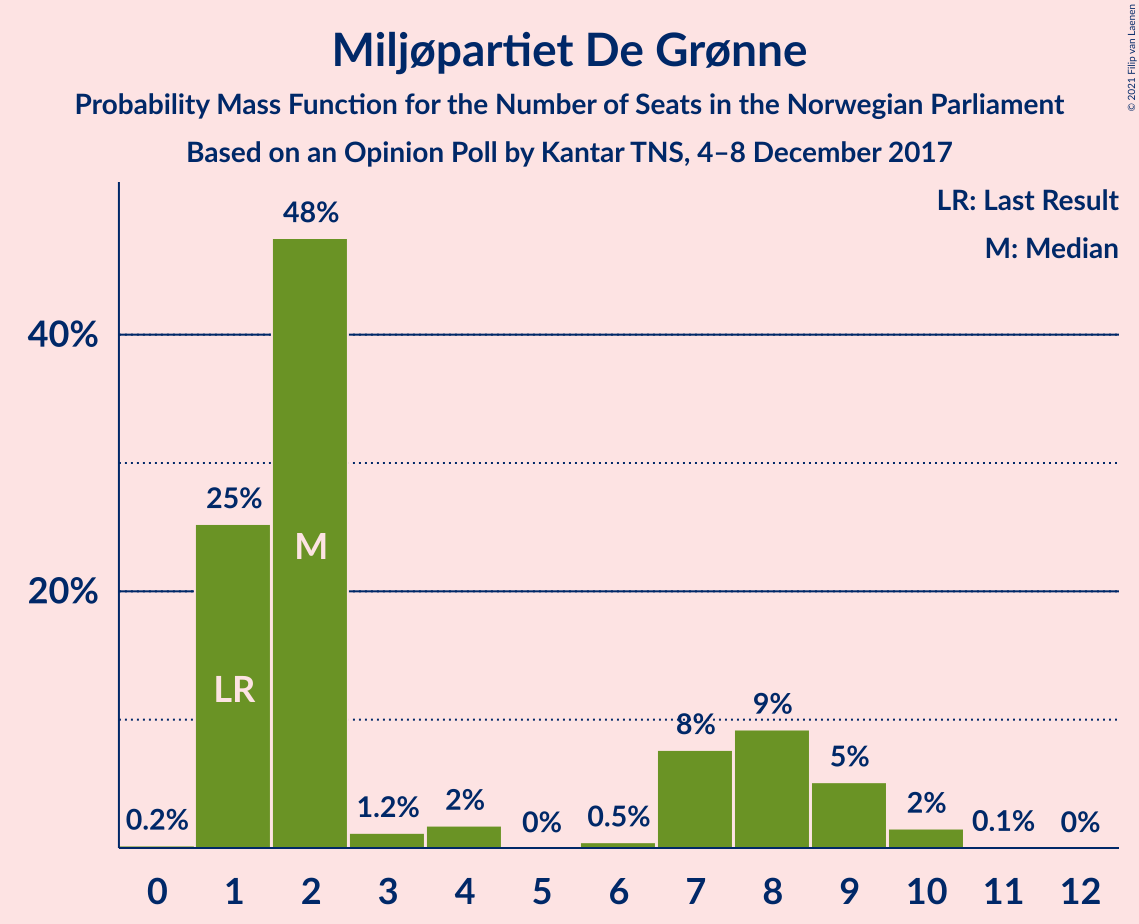 Miljøpartiet De Grønne
Probability Mass Function for the Number of Seats in the Norwegian Parliament
Based on an Opinion Poll by Kantar TNS, 4–8 December 2017
© 2021 Filip van Laenen
LR: Last Result
M: Median
48%
40%
25%
M
20%
LR
9%
8%
5%
0.2%
1.2%
2%
0%
0.5%
2%
0.1%
0%
0 1 2 3 4 5 6 7 8 9 10 11 12